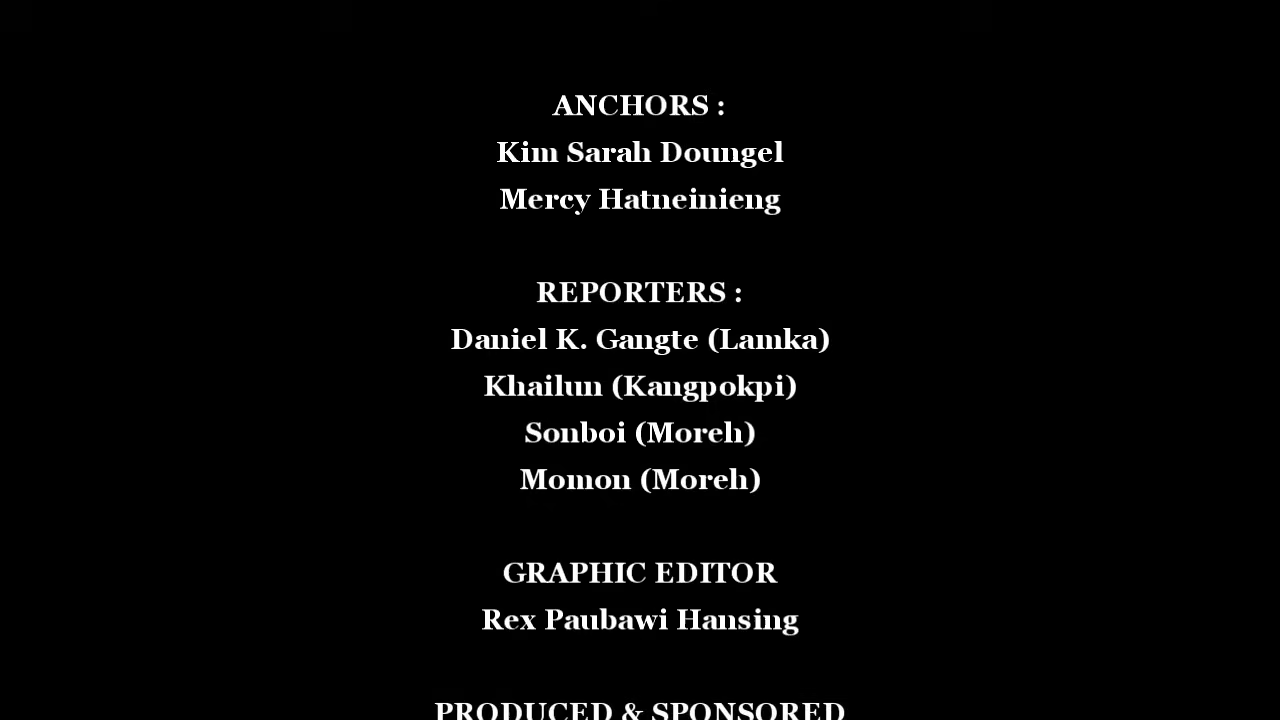 ANCHORS :
Kim Sarah Doungel
Mercy Hatneinieng
REPORTERS :
Daniel K. Gangte (Lamka)
Khailun (Kangpokpi)
Sonboi (Moreh)
Momon (Moreh)
GRAPHIC EDITOR
Rex Paubawi Hansing
PRODUCED & SPONSORED